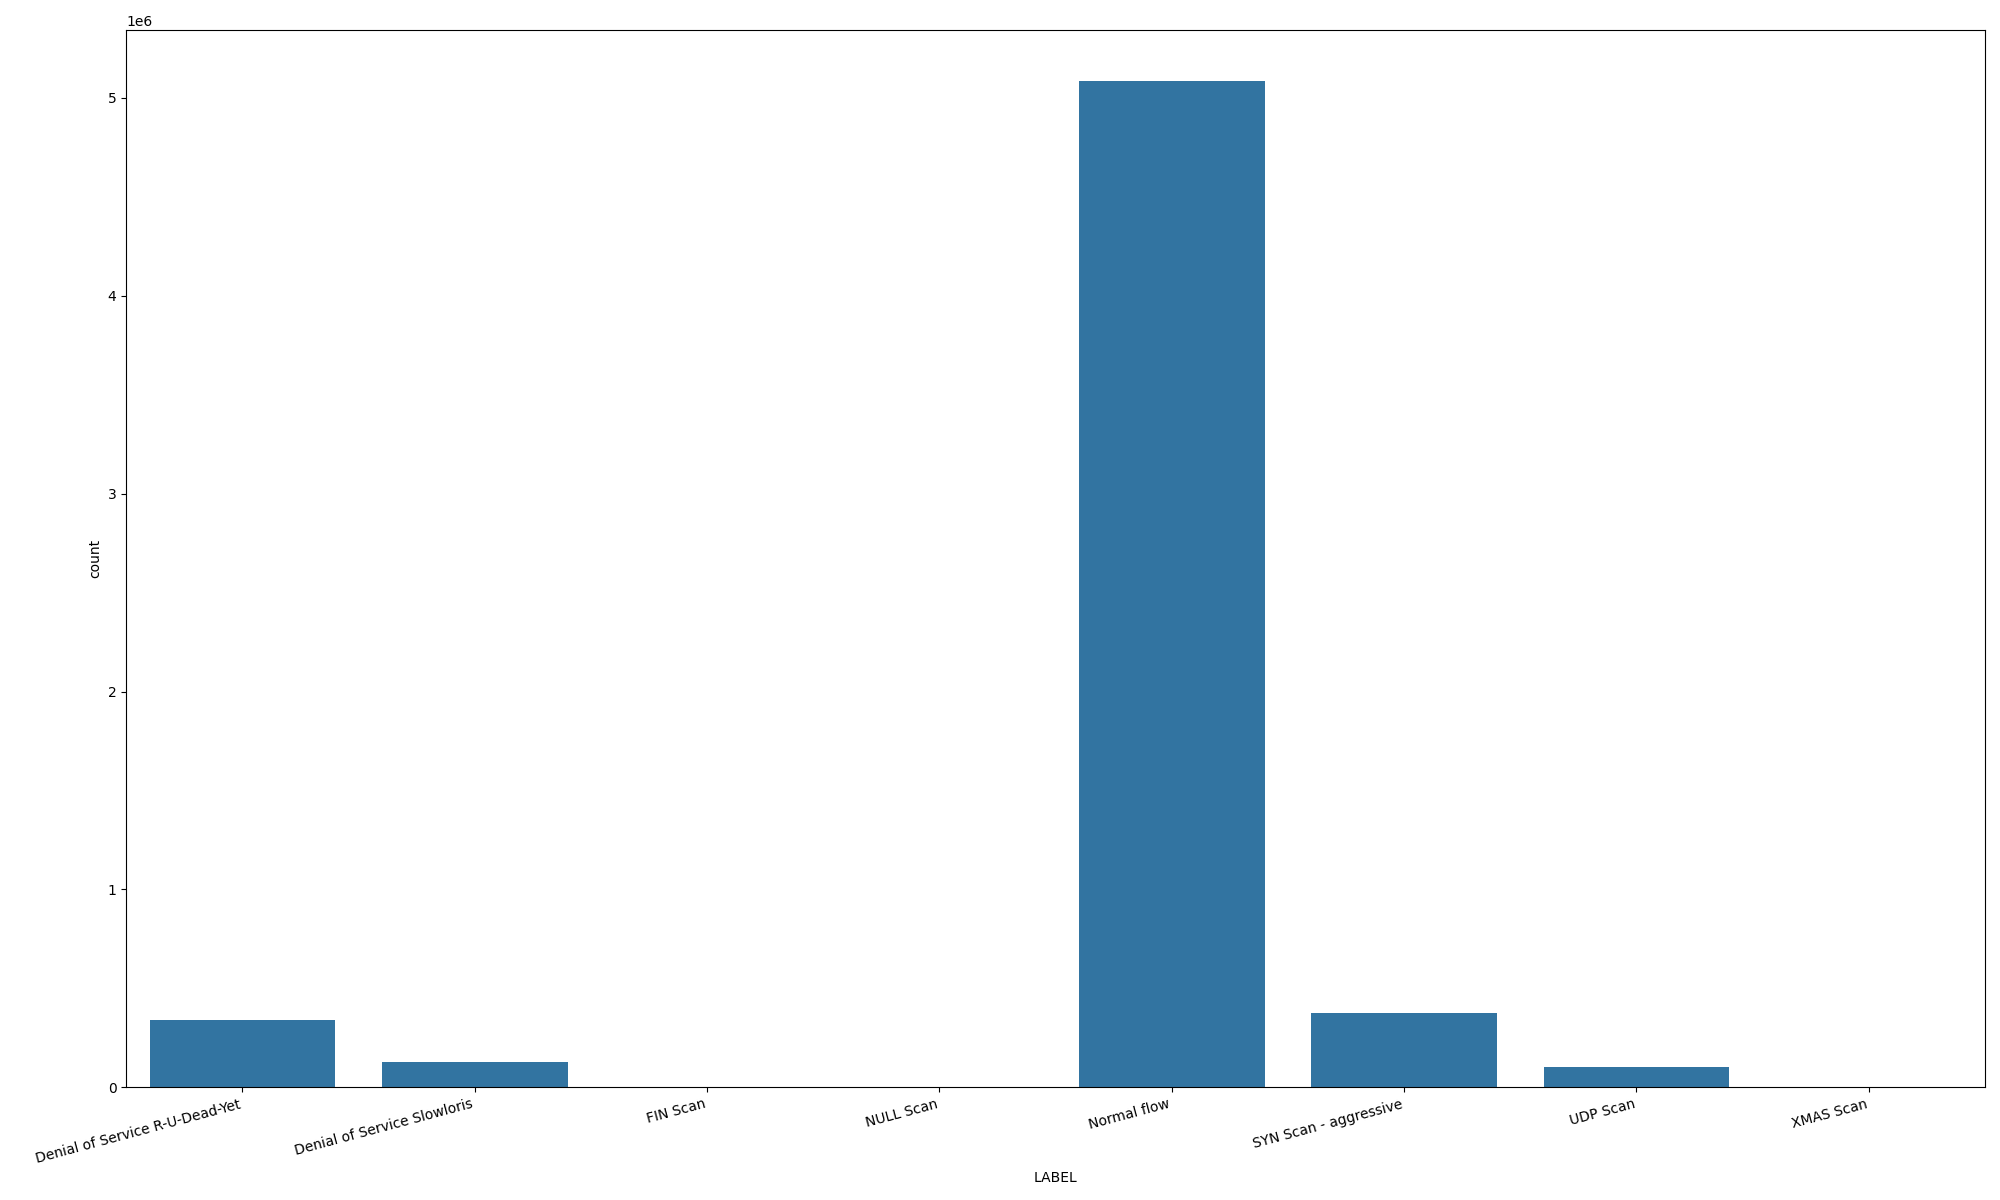 1e6
5
4
3
2
1
0
count
Denial of Service R-U-Dead-Yet
Denial of Service Slowloris
FIN Scan
NULL Scan
Normal flow
SYN Scan - aggressive
UDP Scan
XMAS Scan
LABEL